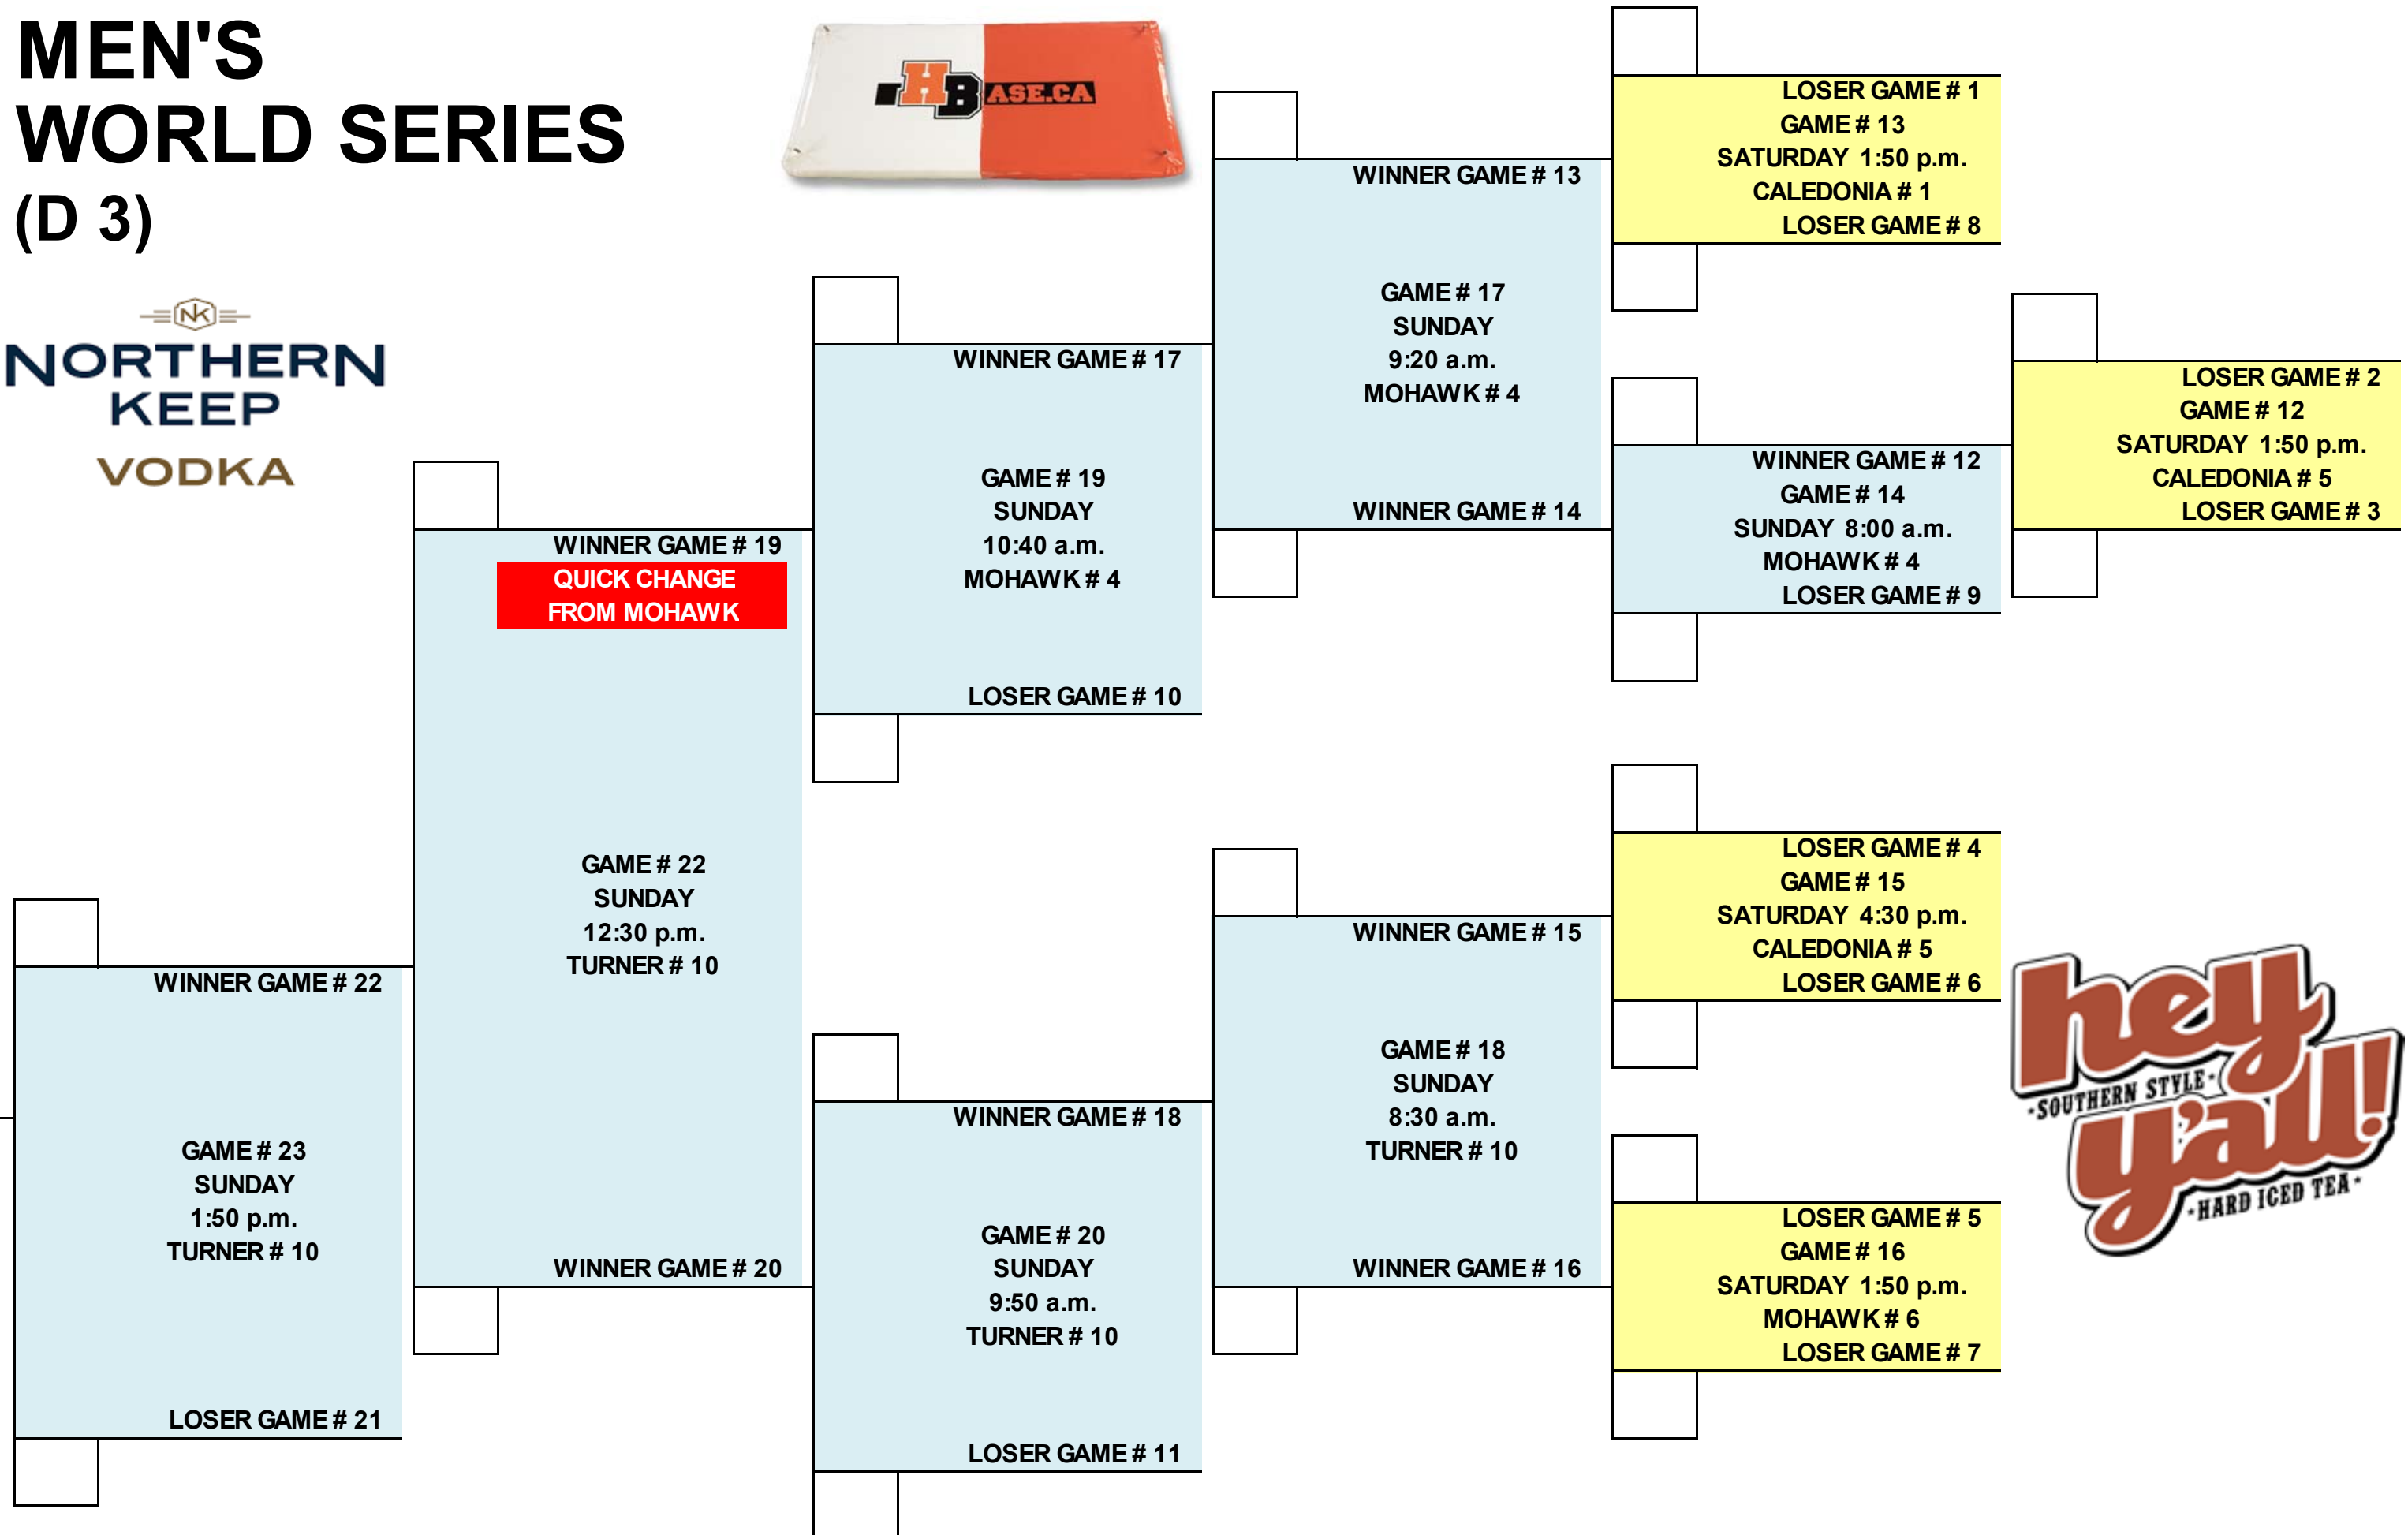 MEN'S
WORLD SERIES
(D 3)
HBASE.CA
NK
NORTHERN
KEEP
VODKA
LOSER GAME # 1
GAME # 13
SATURDAY 1:50 p.m.
CALEDONIA # 1
LOSER GAME # 8
WINNER GAME # 13
GAME # 17
SUNDAY
9:20 a.m.
MOHAWK # 4
WINNER GAME # 14
LOSER GAME # 2
GAME # 12
SATURDAY 1:50 p.m.
CALEDONIA # 5
LOSER GAME # 3
WINNER GAME # 12
GAME # 14
SUNDAY 8:00 a.m.
MOHAWK # 4
LOSER GAME # 9
WINNER GAME # 17
GAME # 19
SUNDAY
10:40 a.m.
MOHAWK # 4
LOSER GAME # 10
WINNER GAME # 19
QUICK CHANGE
FROM MOHAWK
GAME # 22
SUNDAY
12:30 p.m.
TURNER # 10
WINNER GAME # 20
LOSER GAME # 4
GAME # 15
SATURDAY 4:30 p.m.
CALEDONIA # 5
LOSER GAME # 6
WINNER GAME # 15
GAME # 18
SUNDAY
8:30 a.m.
TURNER # 10
WINNER GAME # 16
LOSER GAME # 5
GAME # 16
SATURDAY 1:50 p.m.
MOHAWK # 6
LOSER GAME # 7
WINNER GAME # 18
GAME # 20
SUNDAY
9:50 a.m.
TURNER # 10
LOSER GAME # 11
WINNER GAME # 22
GAME # 23
SUNDAY
1:50 p.m.
TURNER # 10
LOSER GAME # 21
hey
SOUTHERN STYLE
y'all!
HARD ICED TEA